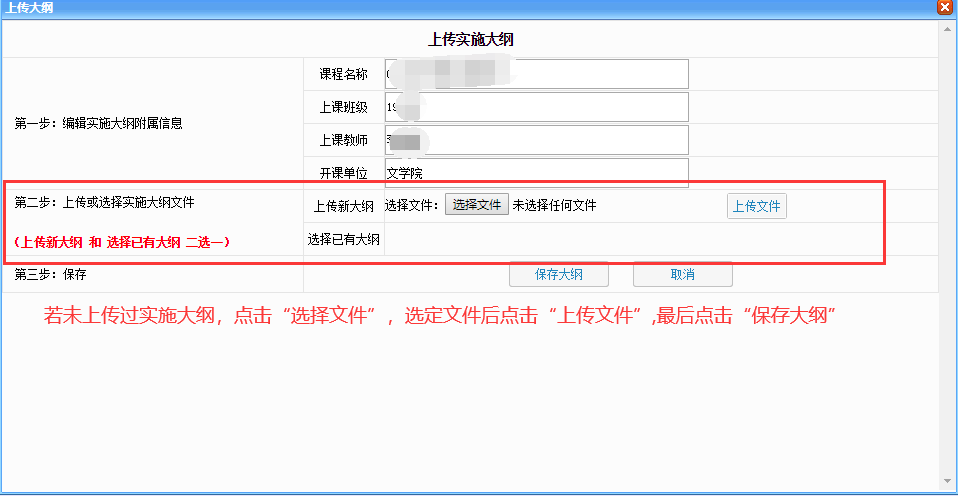 上传大纲
上传实施大纲
第一步：编辑实施大纲附属信息
课程名称
上课班级 19
上课教师
开课单位 文学院
第二步：上传或选择实施大纲文件
(上传新大纲 和 选择已有大纲 二选一)
上传新大纲 选择文件： 选择文件 未选择任何文件 上传文件
选择已有大纲
第三步：保存 保存大纲 取消
若未上传过实施大纲，点击“选择文件”，选定文件后点击“上传文件”,最后点击“保存大纲”